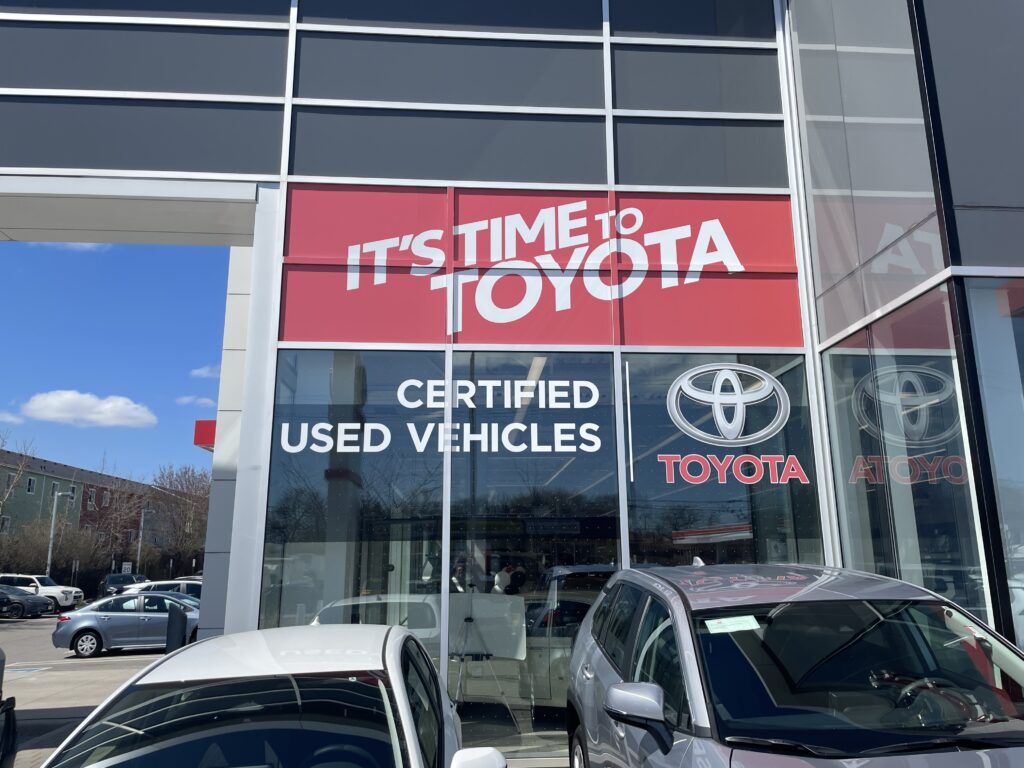 IT'S TIME TO
TOYOTA
CERTIFIED
USED VEHICLES
TOYOTA